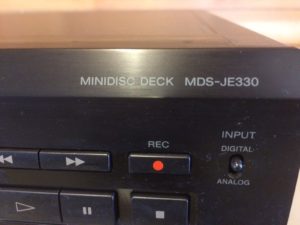 MINIDISC DECK MDS-JE330
REC
INPUT
DIGITAL
ANALOG